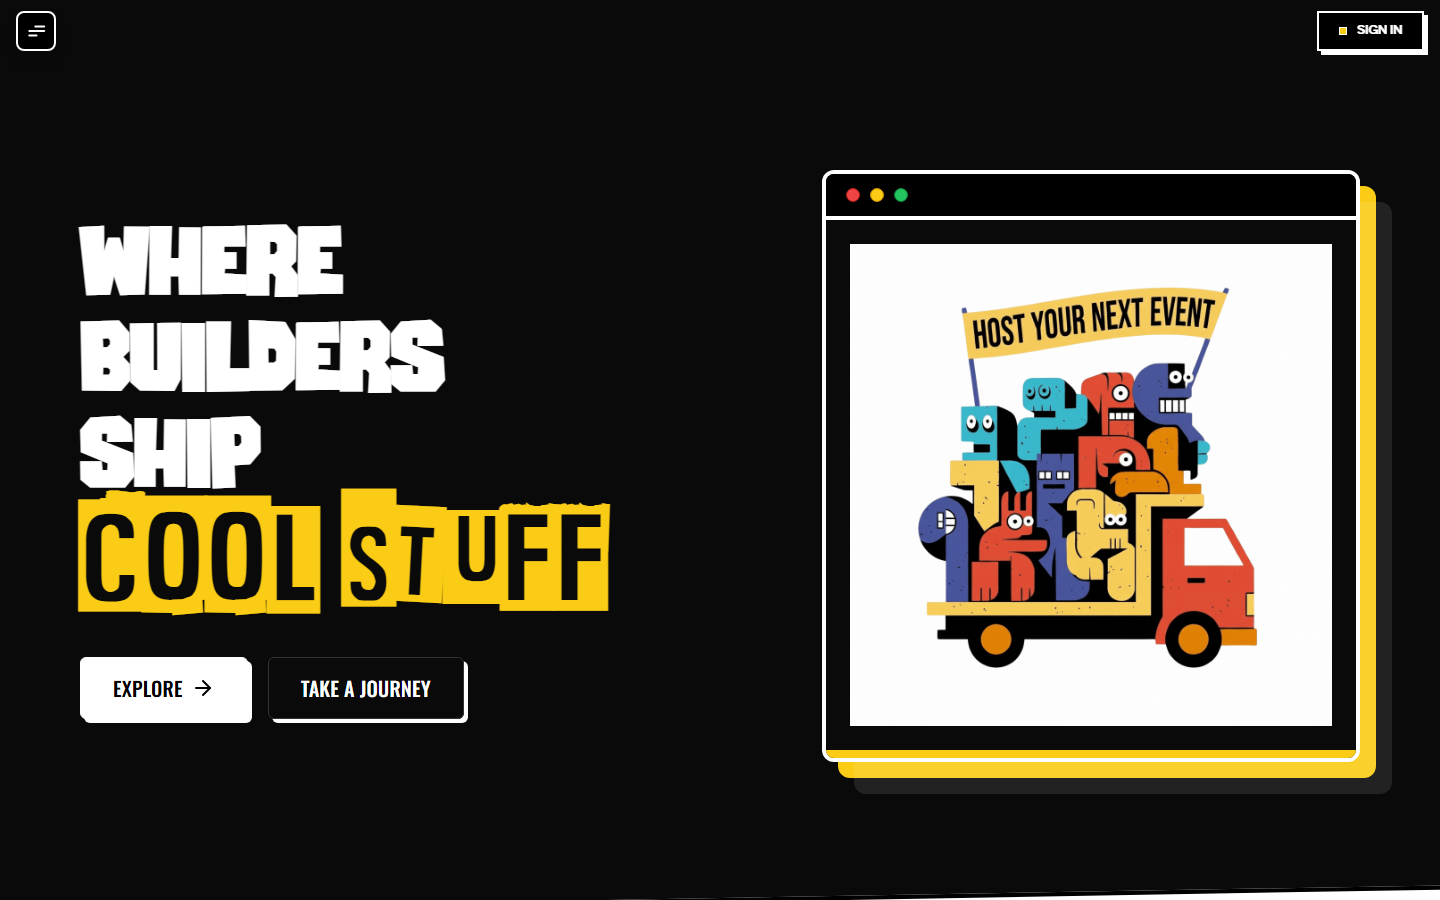 SIGN IN
WHERE
BUILDERS
SHIP
COOL STUFF
EXPLORE
TAKE A JOURNEY
HOST YOUR NEXT EVENT